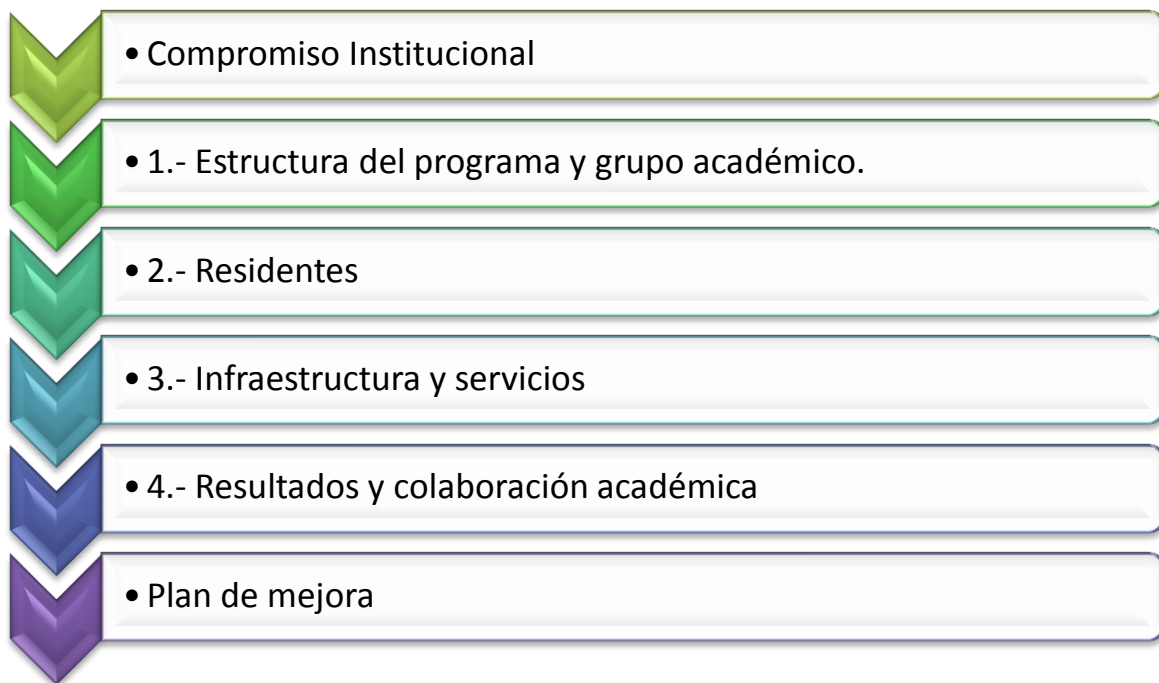 • Compromiso Institucional
• 1.- Estructura del programa y grupo académico.
• 2.- Residentes
• 3.- Infraestructura y servicios
• 4.- Resultados y colaboración académica
• Plan de mejora